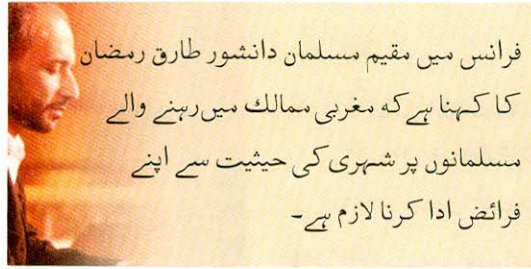 فرانس میں مقیم مسلمان دانشور طارق رمضان
کا کہنا ہے کہ مغربی ممالك میں رہنے والے
مسلمانوں پر شہری کی حیثیت سے اپنے
فرائض ادا کرنا لازم ہے۔